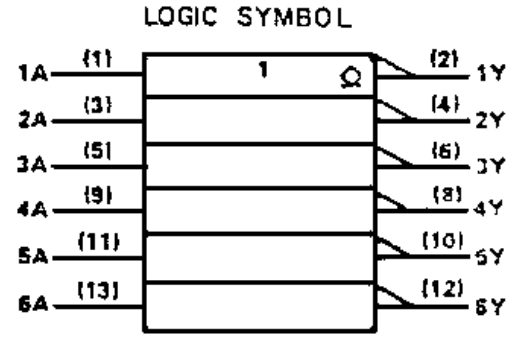 LOGIC SYMBOL
1A (1) 1 (2) 1Y
2A (3) (4) 2Y
3A (5) (6) 3Y
4A (9) (8) 4Y
5A (11) (10) 5Y
6A (13) (12) 6Y